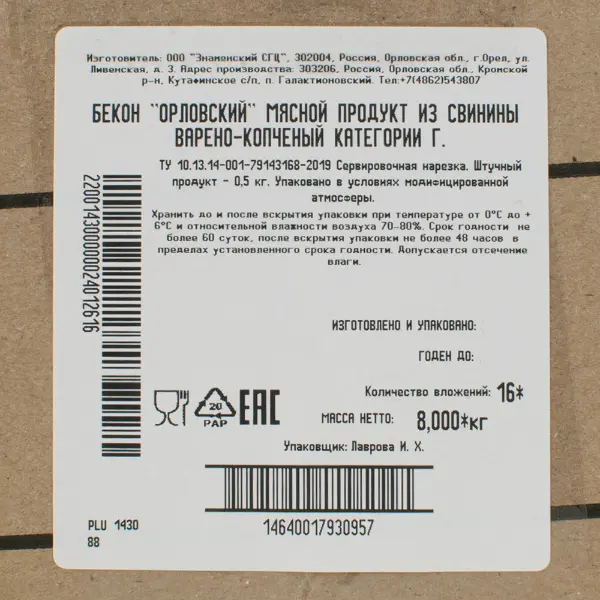 Изготовитель: ООО "Знаменский СГЦ", 302004, Россия, Орловская обл., г.Орел, ул.
Ливенская, д. 3. Адрес производства: 303206, Россия, Орловская обл., Кромской
р-н, Кутафинское с/п, п. Галактионовский. Тел:+7(4862)543807
БЕКОН "ОРЛОВСКИЙ" МЯСНОЙ ПРОДУКТ ИЗ СВИНИНЫ
ВАРЕНО-КОПЧЕНЫЙ КАТЕГОРИИ Г.
ТУ 10.13.14-001-79143168-2019 Сервировочная нарезка. Штучный
продукт - 0,5 кг. Упаковано в условиях модифицированной
атмосферы.
Хранить до и после вскрытия упаковки при температуре от 0°С до +
6°С и относительной влажности воздуха 70-80%. Срок годности не
более 60 суток, после вскрытия упаковки не более 48 часов в
пределах установленного срока годности. Допускается отсечение
влаги.
2200143000000024012616
ИЗГОТОВЛЕНО И УПАКОВАНО:
ГОДЕН ДО:
Количество вложений: 16*
МАССА НЕТТО: 8,000*кг
20
PAP
EAC
Упаковщик: Лаврова И. Х.
14640017930957
PLU 1430
88